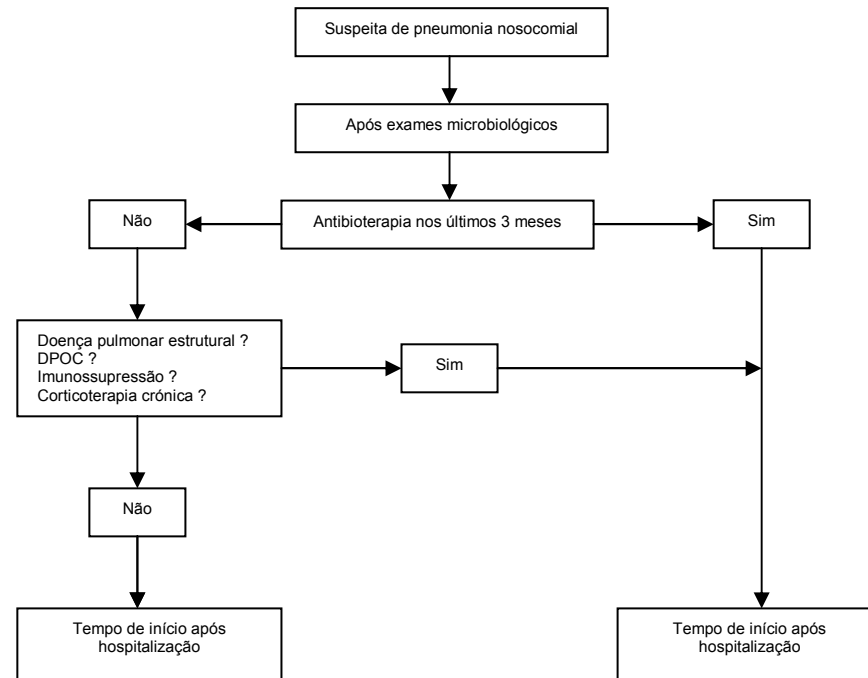 Suspeita de pneumonia nosocomial
Após exames microbiológicos
Não
Antibioterapia nos últimos 3 meses
Sim
Doença pulmonar estrutural ?
DPOC ?
Imunossupressão ?
Corticoterapia crónica ?
Sim
Não
Tempo de início após
hospitalização
Tempo de início após
hospitalização